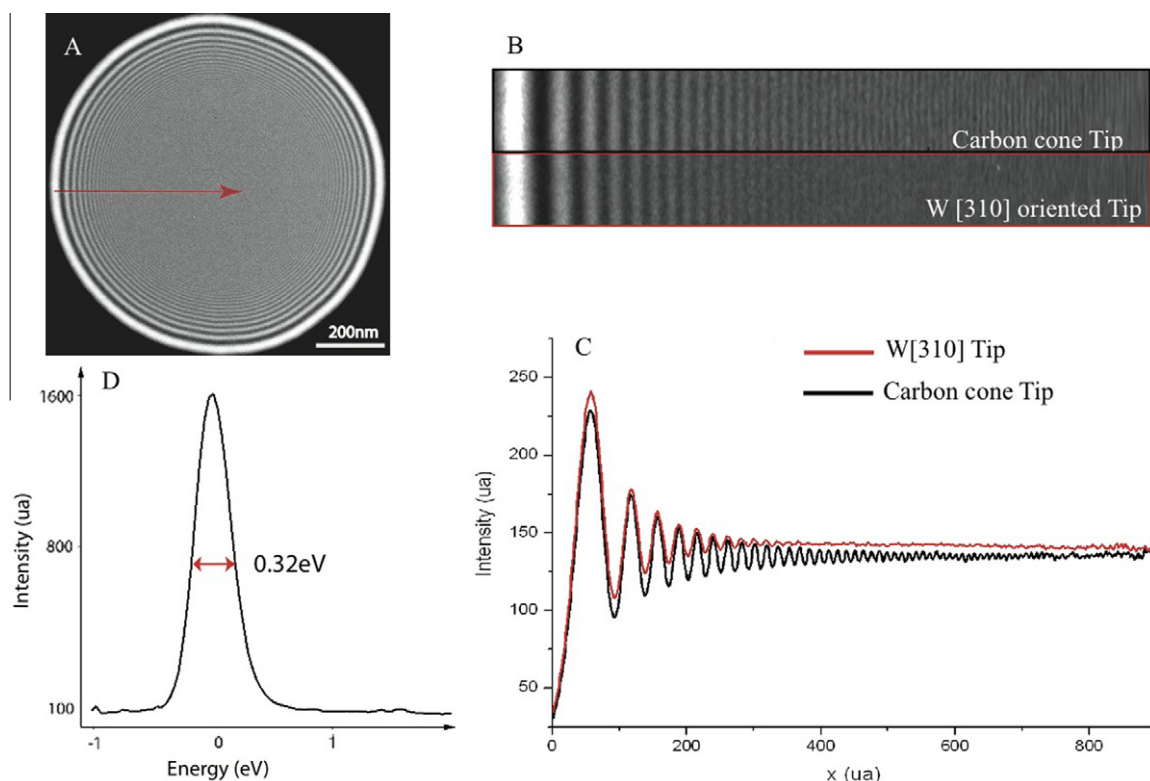 A
200nm
B
Carbon cone Tip
W [310] oriented Tip
D
1600
800
100
Intensity (ua)
0.32eV
-1
0
1
Energy (eV)
C
W[310] Tip
Carbon cone Tip
250
200
150
100
50
Intensity (ua)
0
200
400
600
800
x (ua)